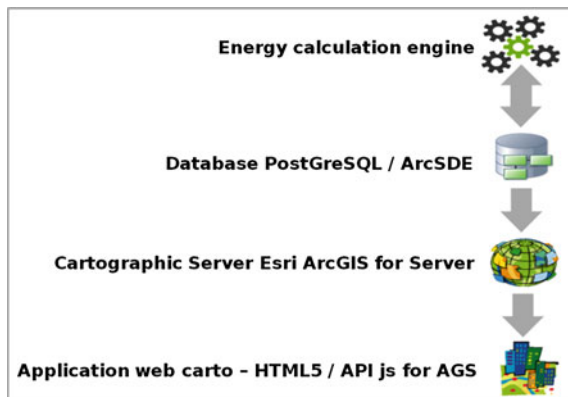 Energy calculation engine
Database PostGreSQL / ArcSDE
Cartographic Server Esri ArcGIS for Server
Application web carto – HTML5 / API js for AGS